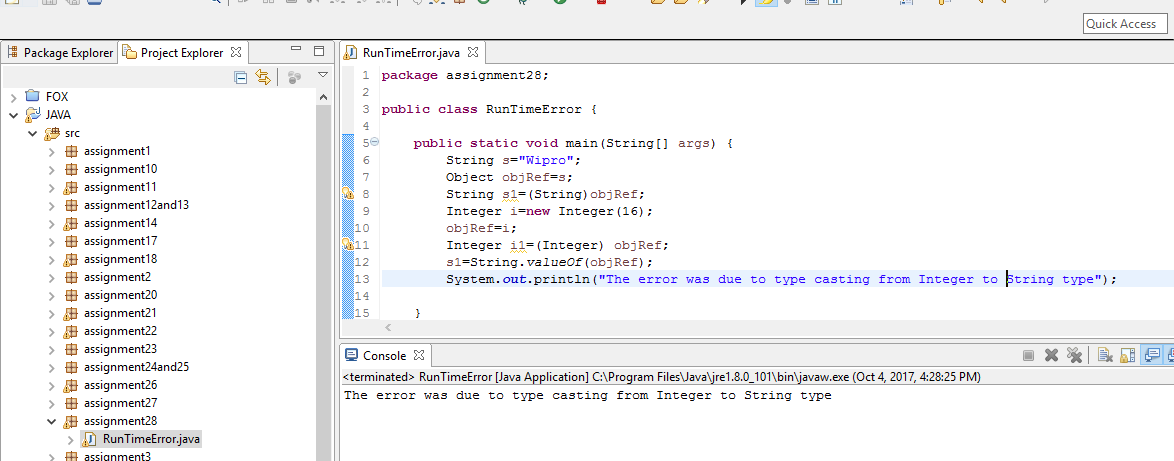 Quick Access
Package Explorer
Project Explorer
FOX
JAVA
src
assignment1
assignment10
assignment11
assignment12and13
assignment14
assignment17
assignment18
assignment2
assignment20
assignment21
assignment22
assignment23
assignment24and25
assignment26
assignment27
assignment28
RunTimeError.java
assignment3
RunTimeError.java
1 package assignment28;
2
3 public class RunTimeError {
4
5 public static void main(String[] args) {
6 String s="Wipro";
7 Object objRef=s;
8 String s1=(String)objRef;
9 Integer i=new Integer(16);
10 objRef=i;
11 Integer i1=(Integer) objRef;
12 s1=String.valueOf(objRef);
13 System.out.println("The error was due to type casting from Integer to String type");
14
15 }
Console
<terminated> RunTimeError [Java Application] C:\Program Files\Java\jre1.8.0_101\bin\javaw.exe (Oct 4, 2017, 4:28:25 PM)
The error was due to type casting from Integer to String type